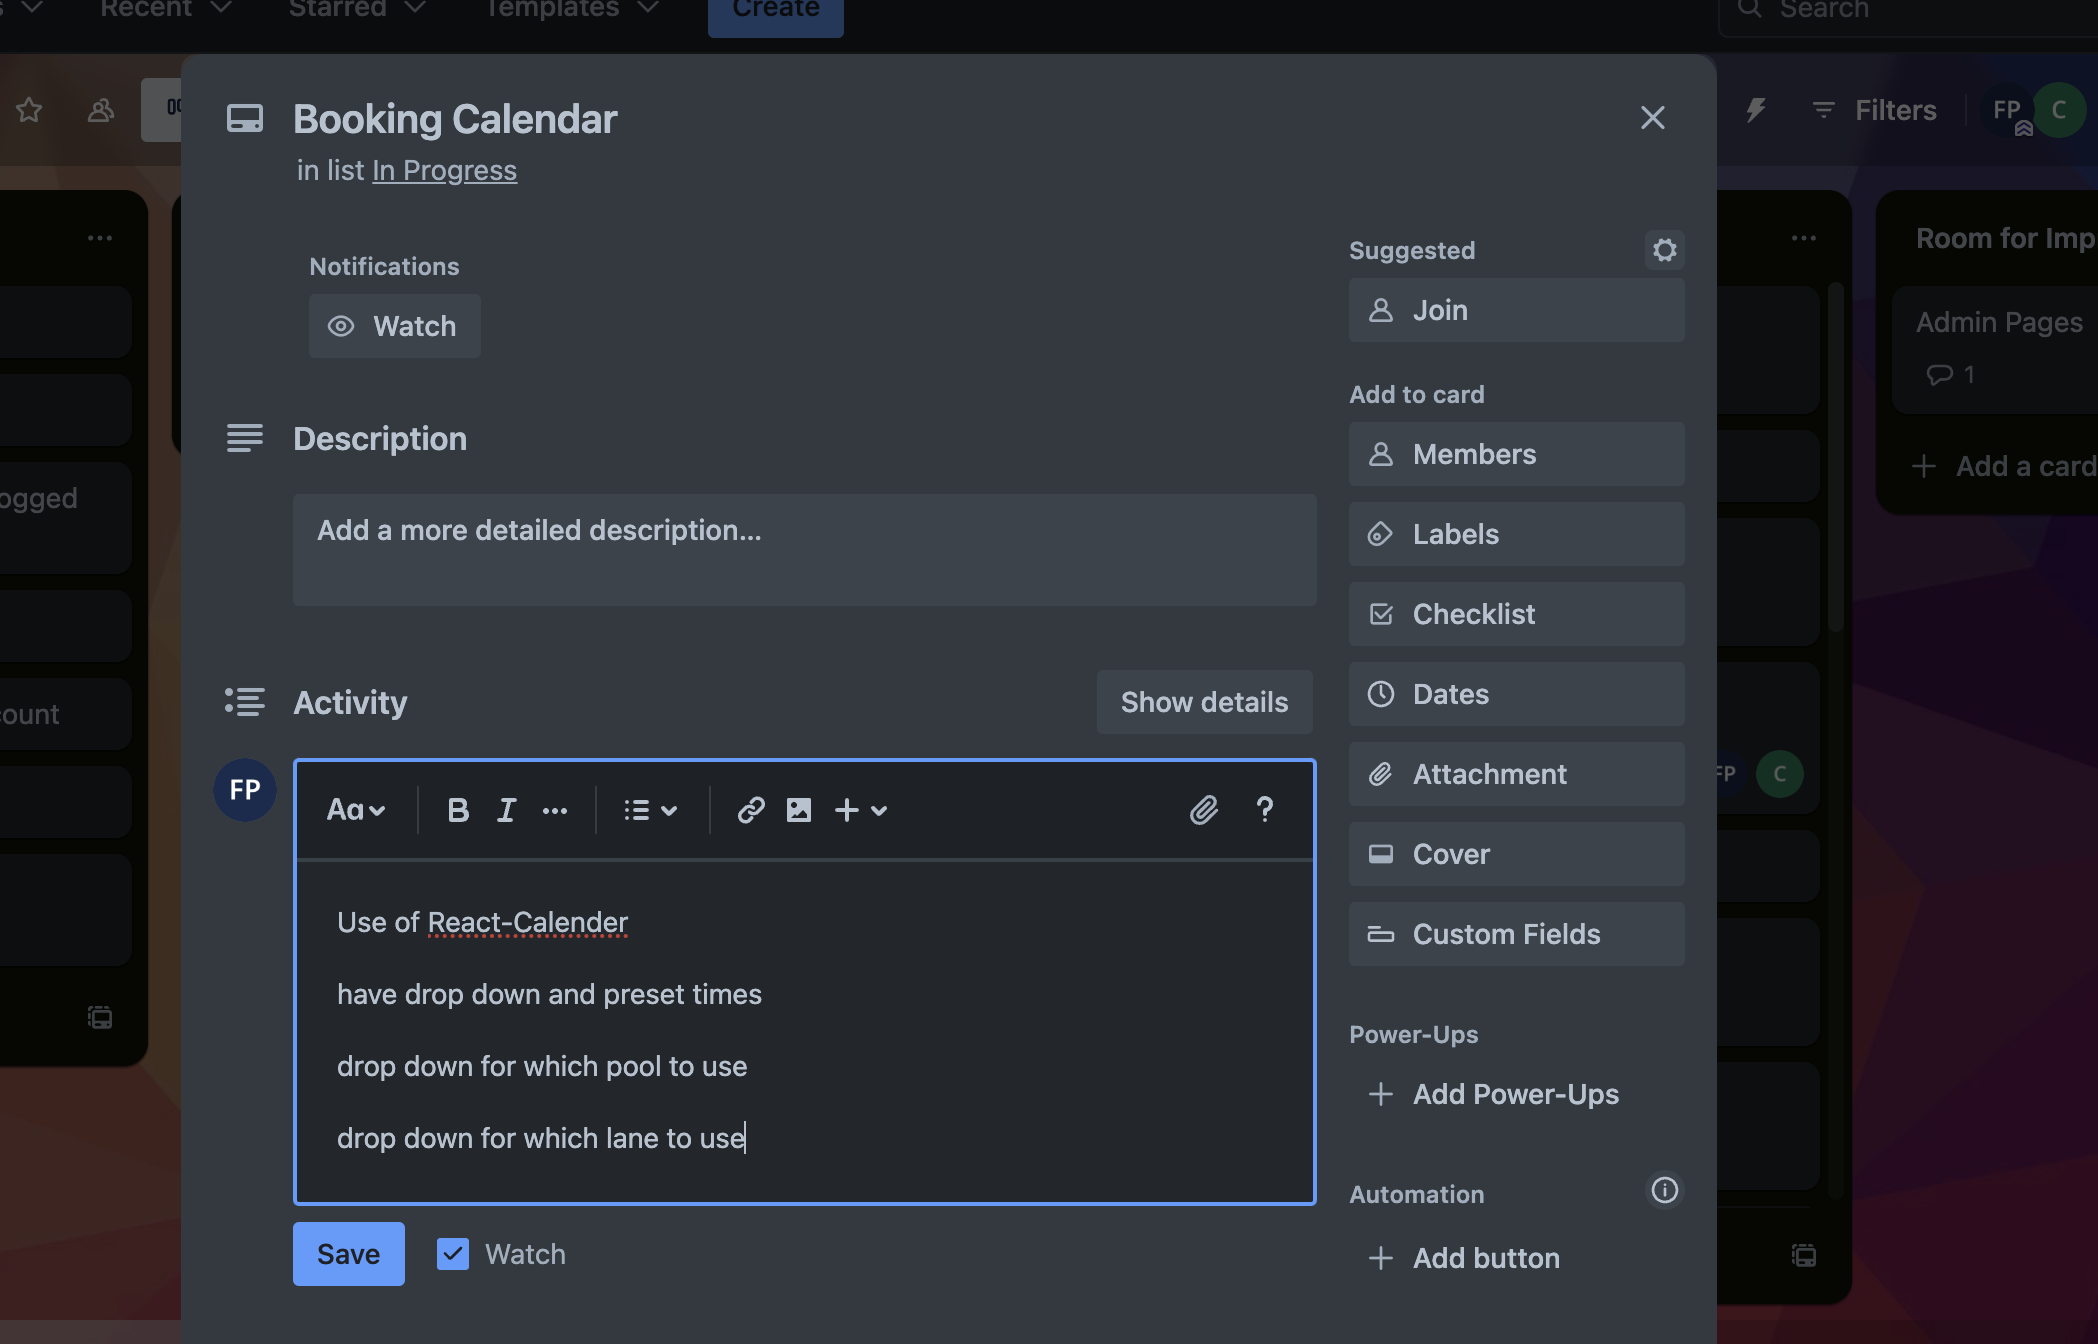 Recent
Starred
Templates
Create
Search
Booking Calendar
in list In Progress
Filters
FP
C
Notifications
Watch
Suggested
Join
Room for Imp
Admin Pages
1
Add a card
Add to card
Members
Labels
Checklist
Dates
Attachment
Cover
Custom Fields
Description
Add a more detailed description...
ogged
count
Activity
Show details
FP
Aa
B I
?
Use of React-Calender
have drop down and preset times
drop down for which pool to use
drop down for which lane to use
FP
C
Power-Ups
Add Power-Ups
Automation
Add button
Save
Watch